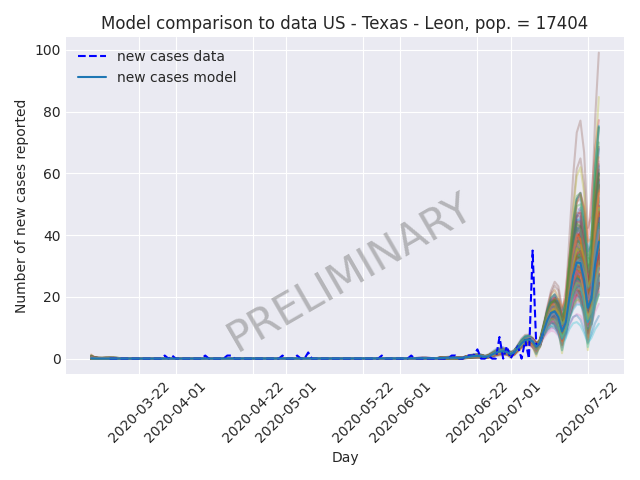 Model comparison to data US - Texas - Leon, pop. = 17404
100
80
60
40
20
0
Number of new cases reported
new cases data
new cases model
PRELIMINARY
2020-03-22
2020-04-01
2020-04-22
2020-05-01
2020-05-22
2020-06-01
2020-06-22
2020-07-01
2020-07-22
Day